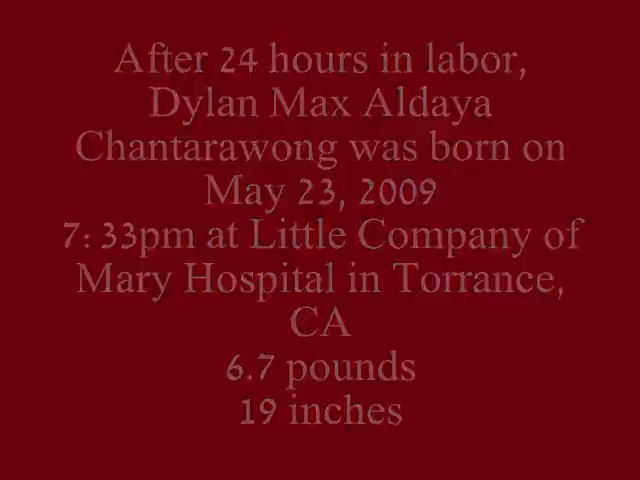 After 24 hours in labor,
Dylan Max Aldaya
Chantarawong was born on
May 23, 2009
7: 33pm at Little Company of
Mary Hospital in Torrance,
CA
6.7 pounds
19 inches